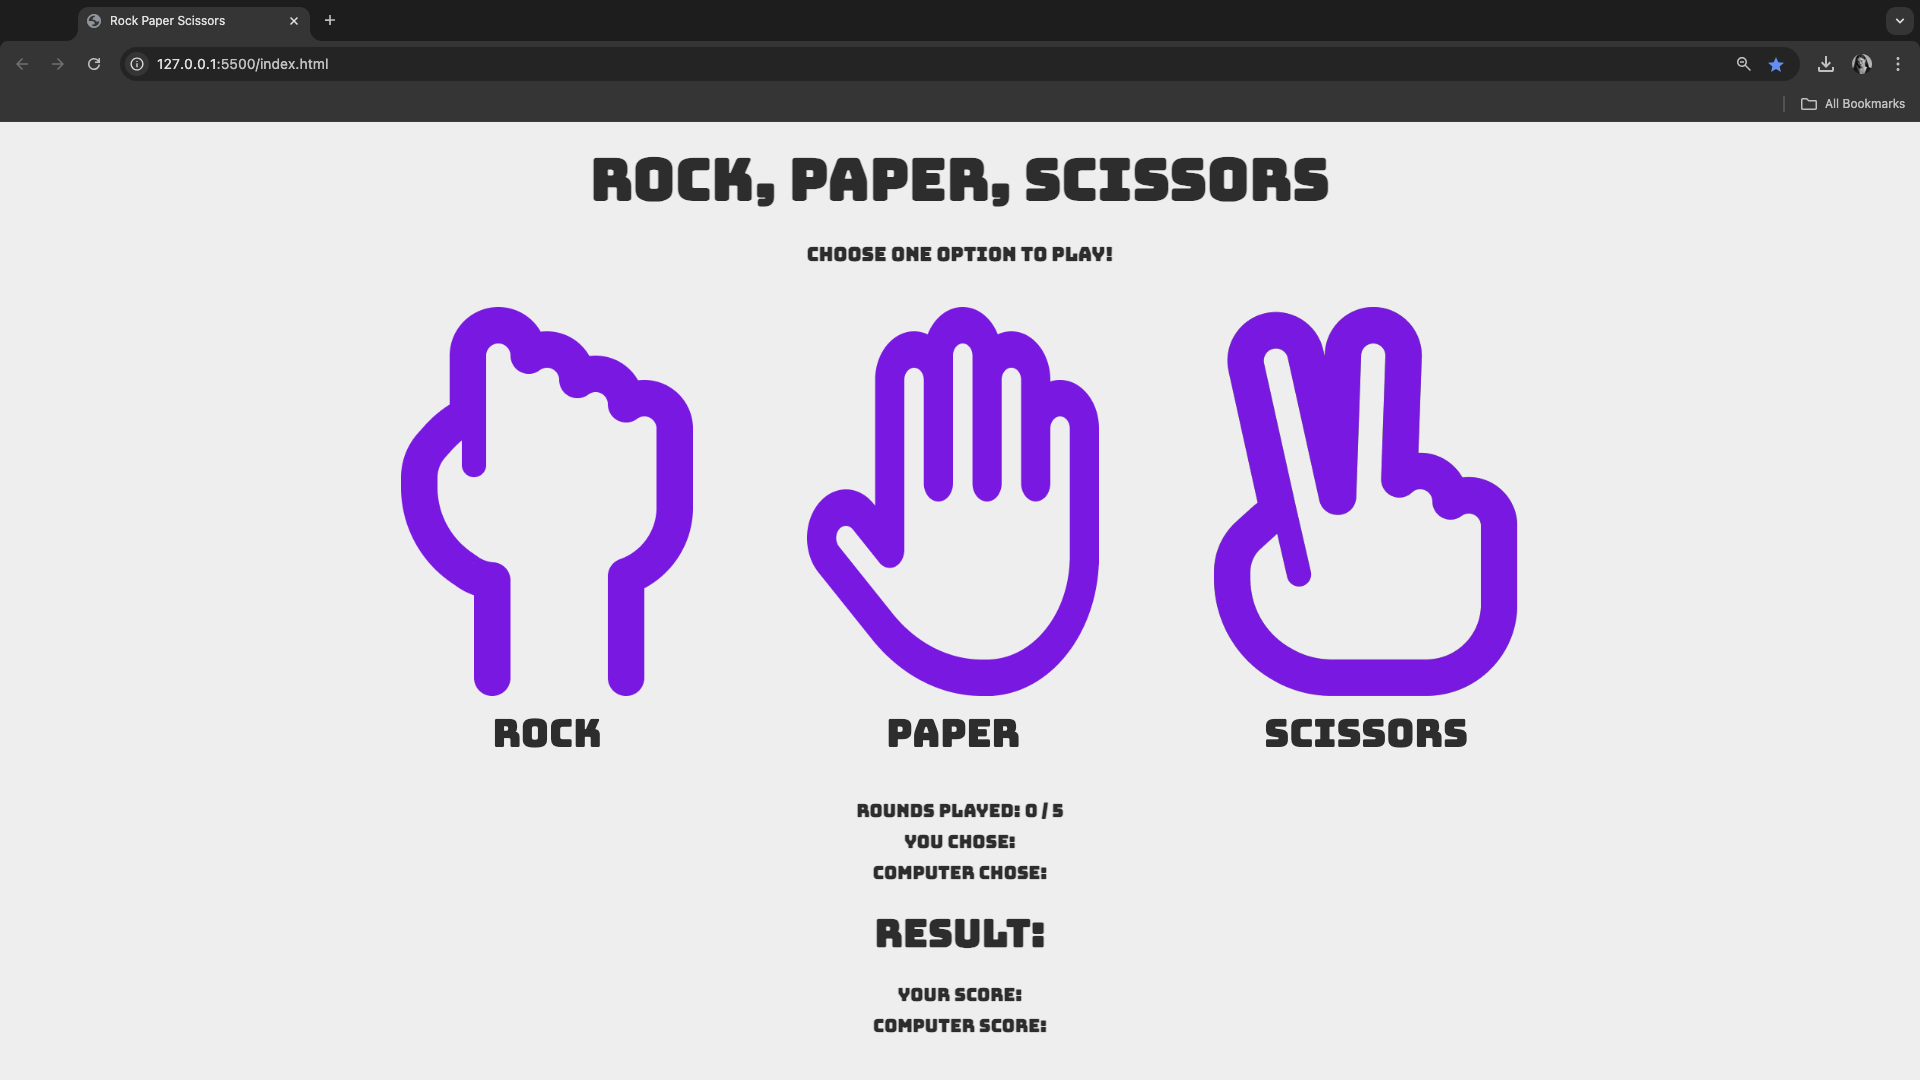 Rock Paper Scissors
127.0.0.1:5500/index.html
All Bookmarks
ROCK, PAPER, SCISSORS
CHOOSE ONE OPTION TO PLAY!
ROCK PAPER SCISSORS
ROUNDS PLAYED: 0 / 5
YOU CHOSE:
COMPUTER CHOSE:
RESULT:
YOUR SCORE:
COMPUTER SCORE: